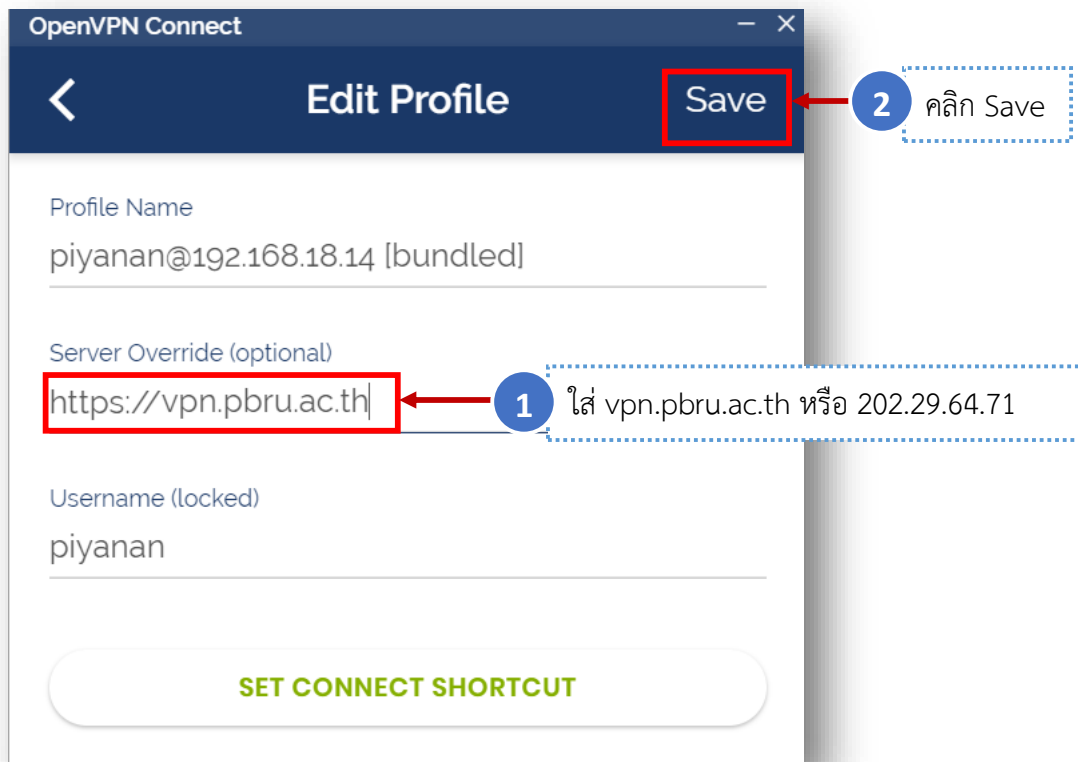 OpenVPN Connect
Edit Profile
Save
2 คลิก Save
Profile Name
piyanan@192.168.18.14 [bundled]
Server Override (optional)
https://vpn.pbru.ac.th
1 ใส่ vpn.pbru.ac.th หรือ 202.29.64.71
Username (locked)
piyanan
SET CONNECT SHORTCUT